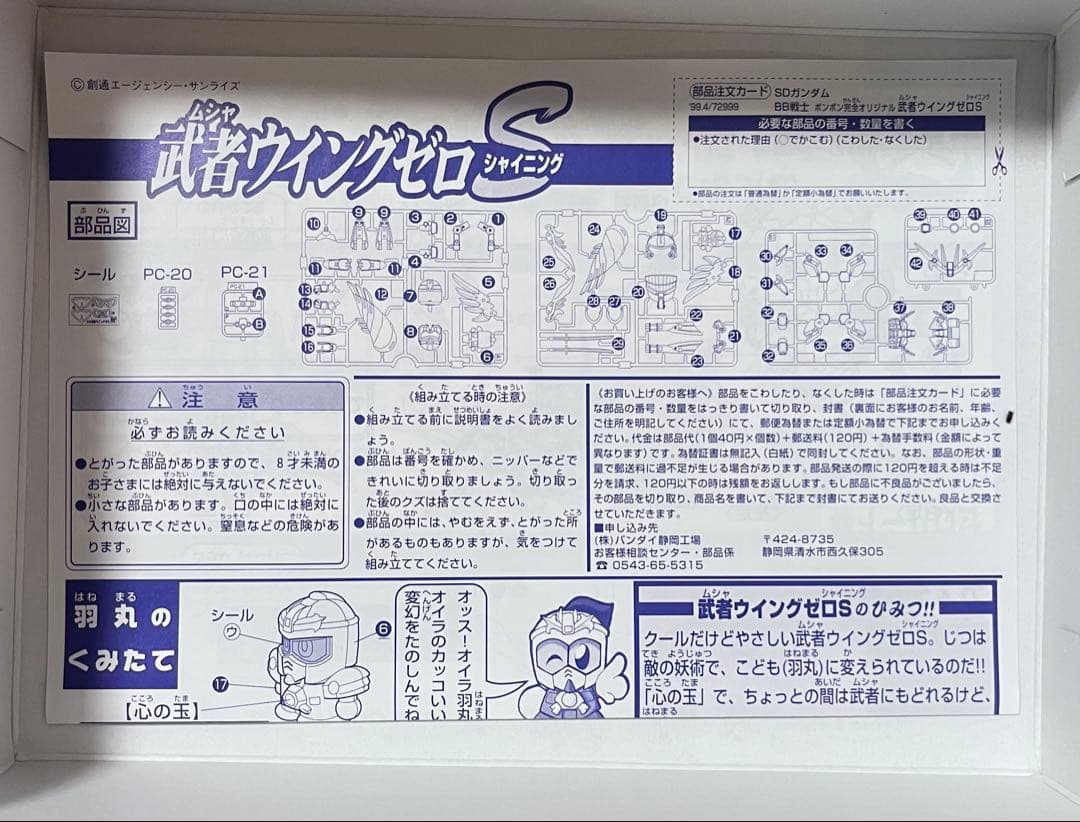 ©創通エージェンシー・サンライズ
ムシャ
武者ウイングゼロS
シャイニング
部品注文カード SDガンダム
'99.4/72999 BB戦士 ボンボン完全オリジナル 武者ウイングゼロS
必要な部品の番号・数量を書く
●注文された理由(○でかこむ)(こわした・なくした)
●部品の注文は「普通為替」か「定額小為替」でお願いいたします。
ぶひんず
部品図
シール PC-20 PC-21
A
B
⚠注意
ちゅうい
必ずお読みください
●とがった部品がありますので、8才未満の
お子さまには絶対に与えないでください。
●小さな部品があります。口の中には絶対に
入れないでください。窒息などの危険があ
ります。
《組み立てる時の注意》
●組み立てる前に説明書をよく読みまし
ょう。
●部品は番号を確かめ、ニッパーなどで
きれいに切り取りましょう。切り取っ
た後のクズは捨ててください。
●部品の中には、やむをえず、とがった所
があるものもありますが、気をつけて
組み立ててください。
《お買い上げのお客様へ》部品をこわしたり、なくした時は「部品注文カード」に必要
な部品の番号・数量をはっきり書いて切り取り、封書(裏面にお客様のお名前、年齢、
ご住所を明記してください)にて、郵便為替または定額小為替で下記までお申し込みく
ださい。代金は部品代(1個40円×個数)+郵送料(120円)+為替手数料(金額によって
異なります)です。為替証書は無記入(白紙)で同封してください。なお、部品の形状・重
量で郵送料に過不足が生じる場合があります。部品発送の際に120円を超える時は不足
分を請求、120円以下の時は残額をお返しします。もし部品に不良品がございましたら、
その部品を切り取り、商品名を書いて、下記まで封書にてお送りください。良品と交換さ
せていただきます。
■申し込み先
(株)バンダイ静岡工場 〒424-8735
お客様相談センター・部品係 静岡県清水市西久保305
☎0543-65-5315
はねまる
羽丸の
くみたて
シール
ウ
6
17
こころ たま
【心の玉】
オッス!オイラ羽丸
オイラのカッコいい
変幻をたのしんでね
武者ウイングゼロSのひみつ!!
クールだけどやさしい武者ウイングゼロS。じつは
敵の妖術で、こども(羽丸)に変えられているのだ!!
「心の玉」で、ちょっとの間は武者にもどれるけど、
はねまる